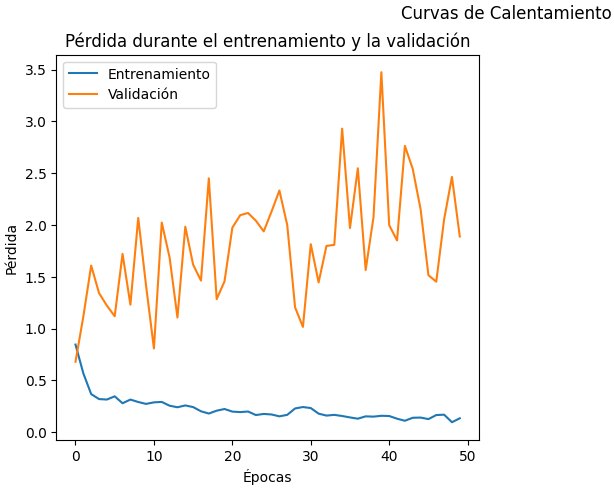 Curvas de Calentamiento
Pérdida durante el entrenamiento y la validación
Entrenamiento
Validación
3.5
3.0
2.5
2.0
1.5
1.0
0.5
0.0
Pérdida
0 10 20 30 40 50
Épocas